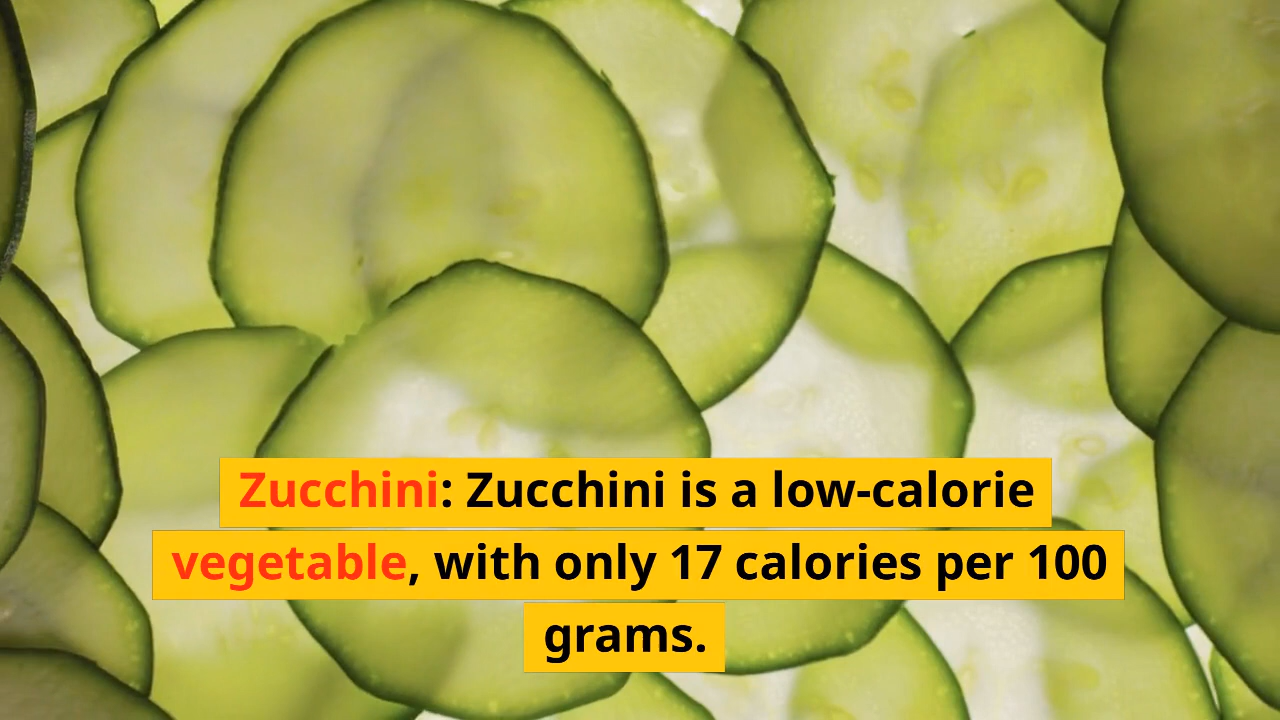 Zucchini: Zucchini is a low-calorie
vegetable, with only 17 calories per 100
grams.